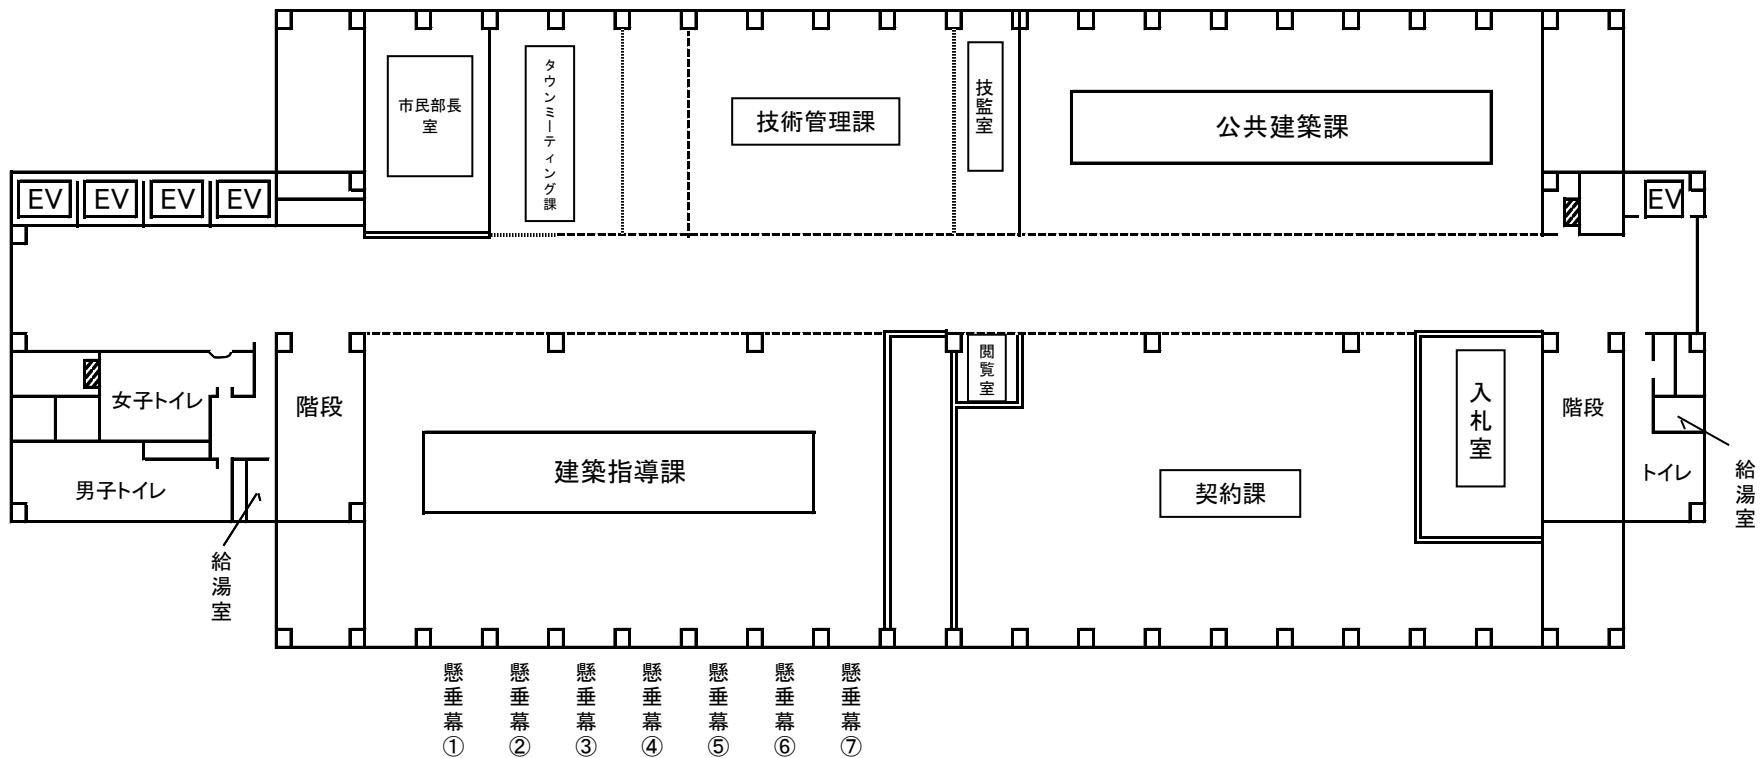 市民部長
室
タウンミーティング課
技術管理課
技監室
公共建築課
EV
EV
EV
EV
EV
女子トイレ
男子トイレ
給湯室
階段
建築指導課
閲覧室
契約課
入札室
階段
トイレ
給湯室
懸垂幕①
懸垂幕②
懸垂幕③
懸垂幕④
懸垂幕⑤
懸垂幕⑥
懸垂幕⑦